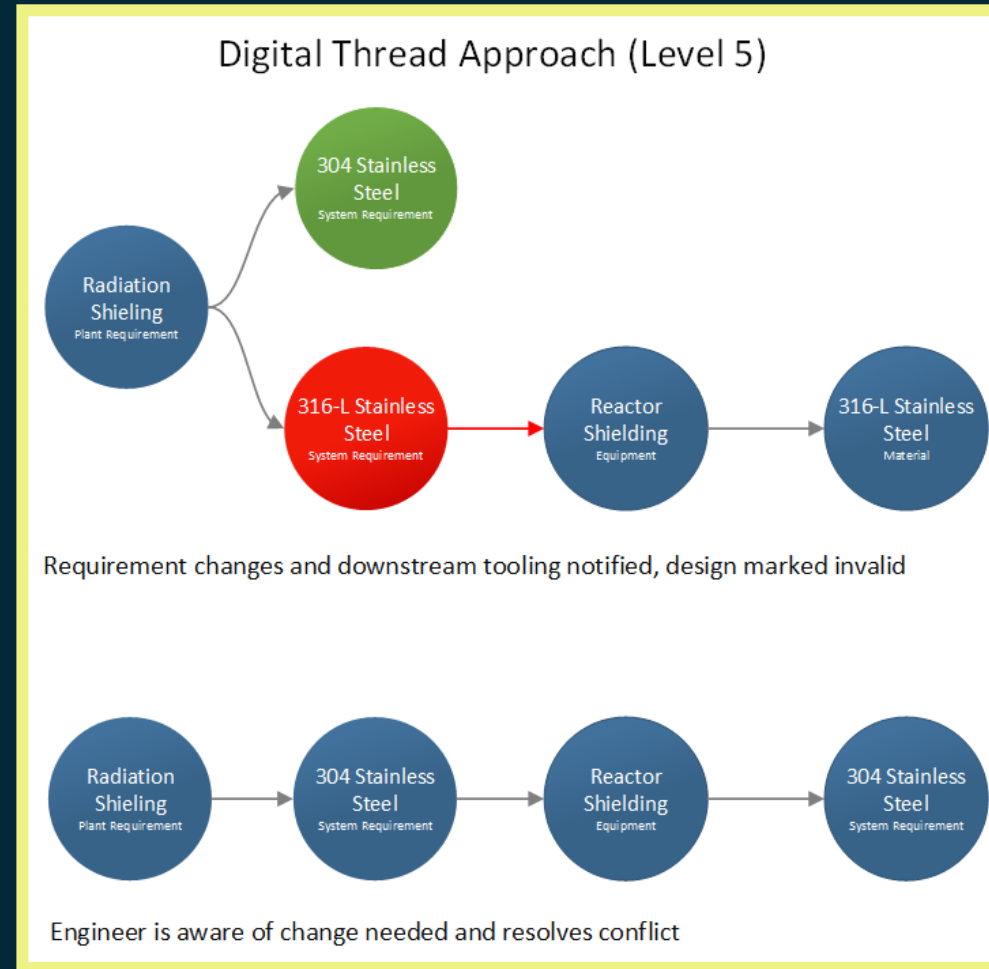 Digital Thread Approach (Level 5)
304 Stainless
Steel
System Requirement
Radiation
Shieling
Plant Requirement
316-L Stainless
Steel
System Requirement
Reactor
Shielding
Equipment
316-L Stainless
Steel
Material
Requirement changes and downstream tooling notified, design marked invalid
Radiation
Shieling
Plant Requirement
304 Stainless
Steel
System Requirement
Reactor
Shielding
Equipment
304 Stainless
Steel
System Requirement
Engineer is aware of change needed and resolves conflict